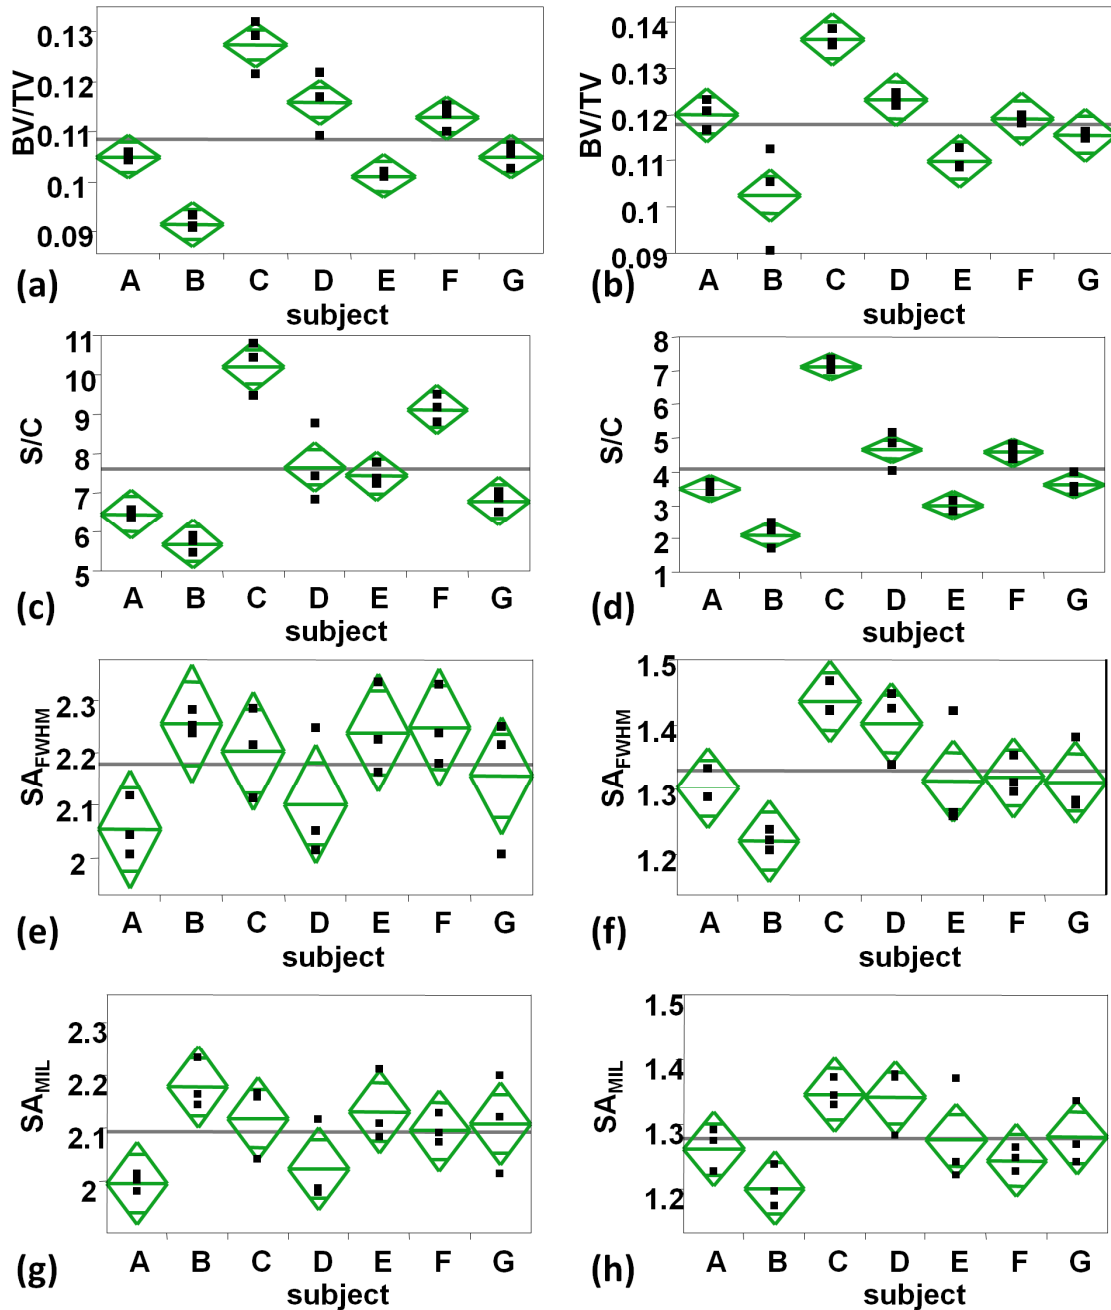 0.13
0.12
0.11
0.1
0.09
BV/TV
A B C D E F G
(a)
subject
0.14
0.13
0.12
0.11
0.1
0.09
BV/TV
A B C D E F G
(b)
subject
11
10
9
8
7
6
5
S/C
A B C D E F G
(c)
subject
8
7
6
5
4
3
2
1
S/C
A B C D E F G
(d)
subject
2.3
2.2
2.1
2
SA_FWHM
A B C D E F G
(e)
subject
1.5
1.4
1.3
1.2
SA_FWHM
A B C D E F G
(f)
subject
2.3
2.2
2.1
2
SA_MIL
A B C D E F G
(g)
subject
1.5
1.4
1.3
1.2
SA_MIL
A B C D E F G
(h)
subject